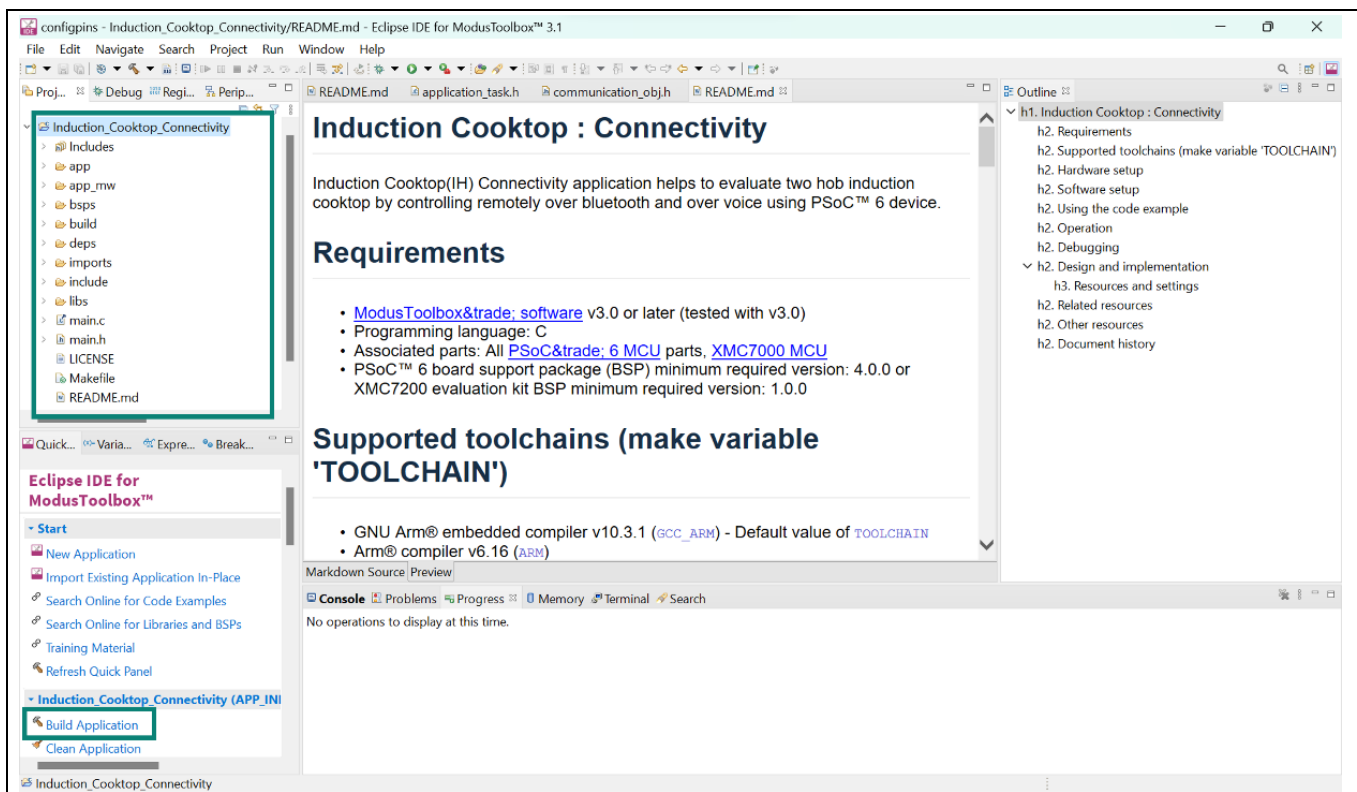 configpins - Induction_Cooktop_Connectivity/README.md - Eclipse IDE for ModusToolbox™ 3.1
File Edit Navigate Search Project Run Window Help
Proj... Debug Regi... Perip...
Induction_Cooktop_Connectivity
Includes
app
app_mw
bsps
build
deps
imports
include
libs
main.c
main.h
LICENSE
Makefile
README.md
Quick... Varia... Expre... Break...
Eclipse IDE for
ModusToolbox™
Start
New Application
Import Existing Application In-Place
Search Online for Code Examples
Search Online for Libraries and BSPs
Training Material
Refresh Quick Panel
Induction_Cooktop_Connectivity (APP_INI
Build Application
Clean Application
README.md application_task.h communication_obj.h README.md
Induction Cooktop : Connectivity
Induction Cooktop(IH) Connectivity application helps to evaluate two hob induction
cooktop by controlling remotely over bluetooth and over voice using PSoC™ 6 device.
Requirements
• ModusToolbox&trade; software v3.0 or later (tested with v3.0)
• Programming language: C
• Associated parts: All PSoC&trade; 6 MCU parts, XMC7000 MCU
• PSoC™ 6 board support package (BSP) minimum required version: 4.0.0 or
XMC7200 evaluation kit BSP minimum required version: 1.0.0
Supported toolchains (make variable
'TOOLCHAIN')
• GNU Arm® embedded compiler v10.3.1 (GCC_ARM) - Default value of TOOLCHAIN
• Arm® compiler v6.16 (ARM)
Markdown Source Preview
Console Problems Progress Memory Terminal Search
No operations to display at this time.
Outline
h1. Induction Cooktop : Connectivity
h2. Requirements
h2. Supported toolchains (make variable 'TOOLCHAIN')
h2. Hardware setup
h2. Software setup
h2. Using the code example
h2. Operation
h2. Debugging
h2. Design and implementation
h3. Resources and settings
h2. Related resources
h2. Other resources
h2. Document history
Induction_Cooktop_Connectivity